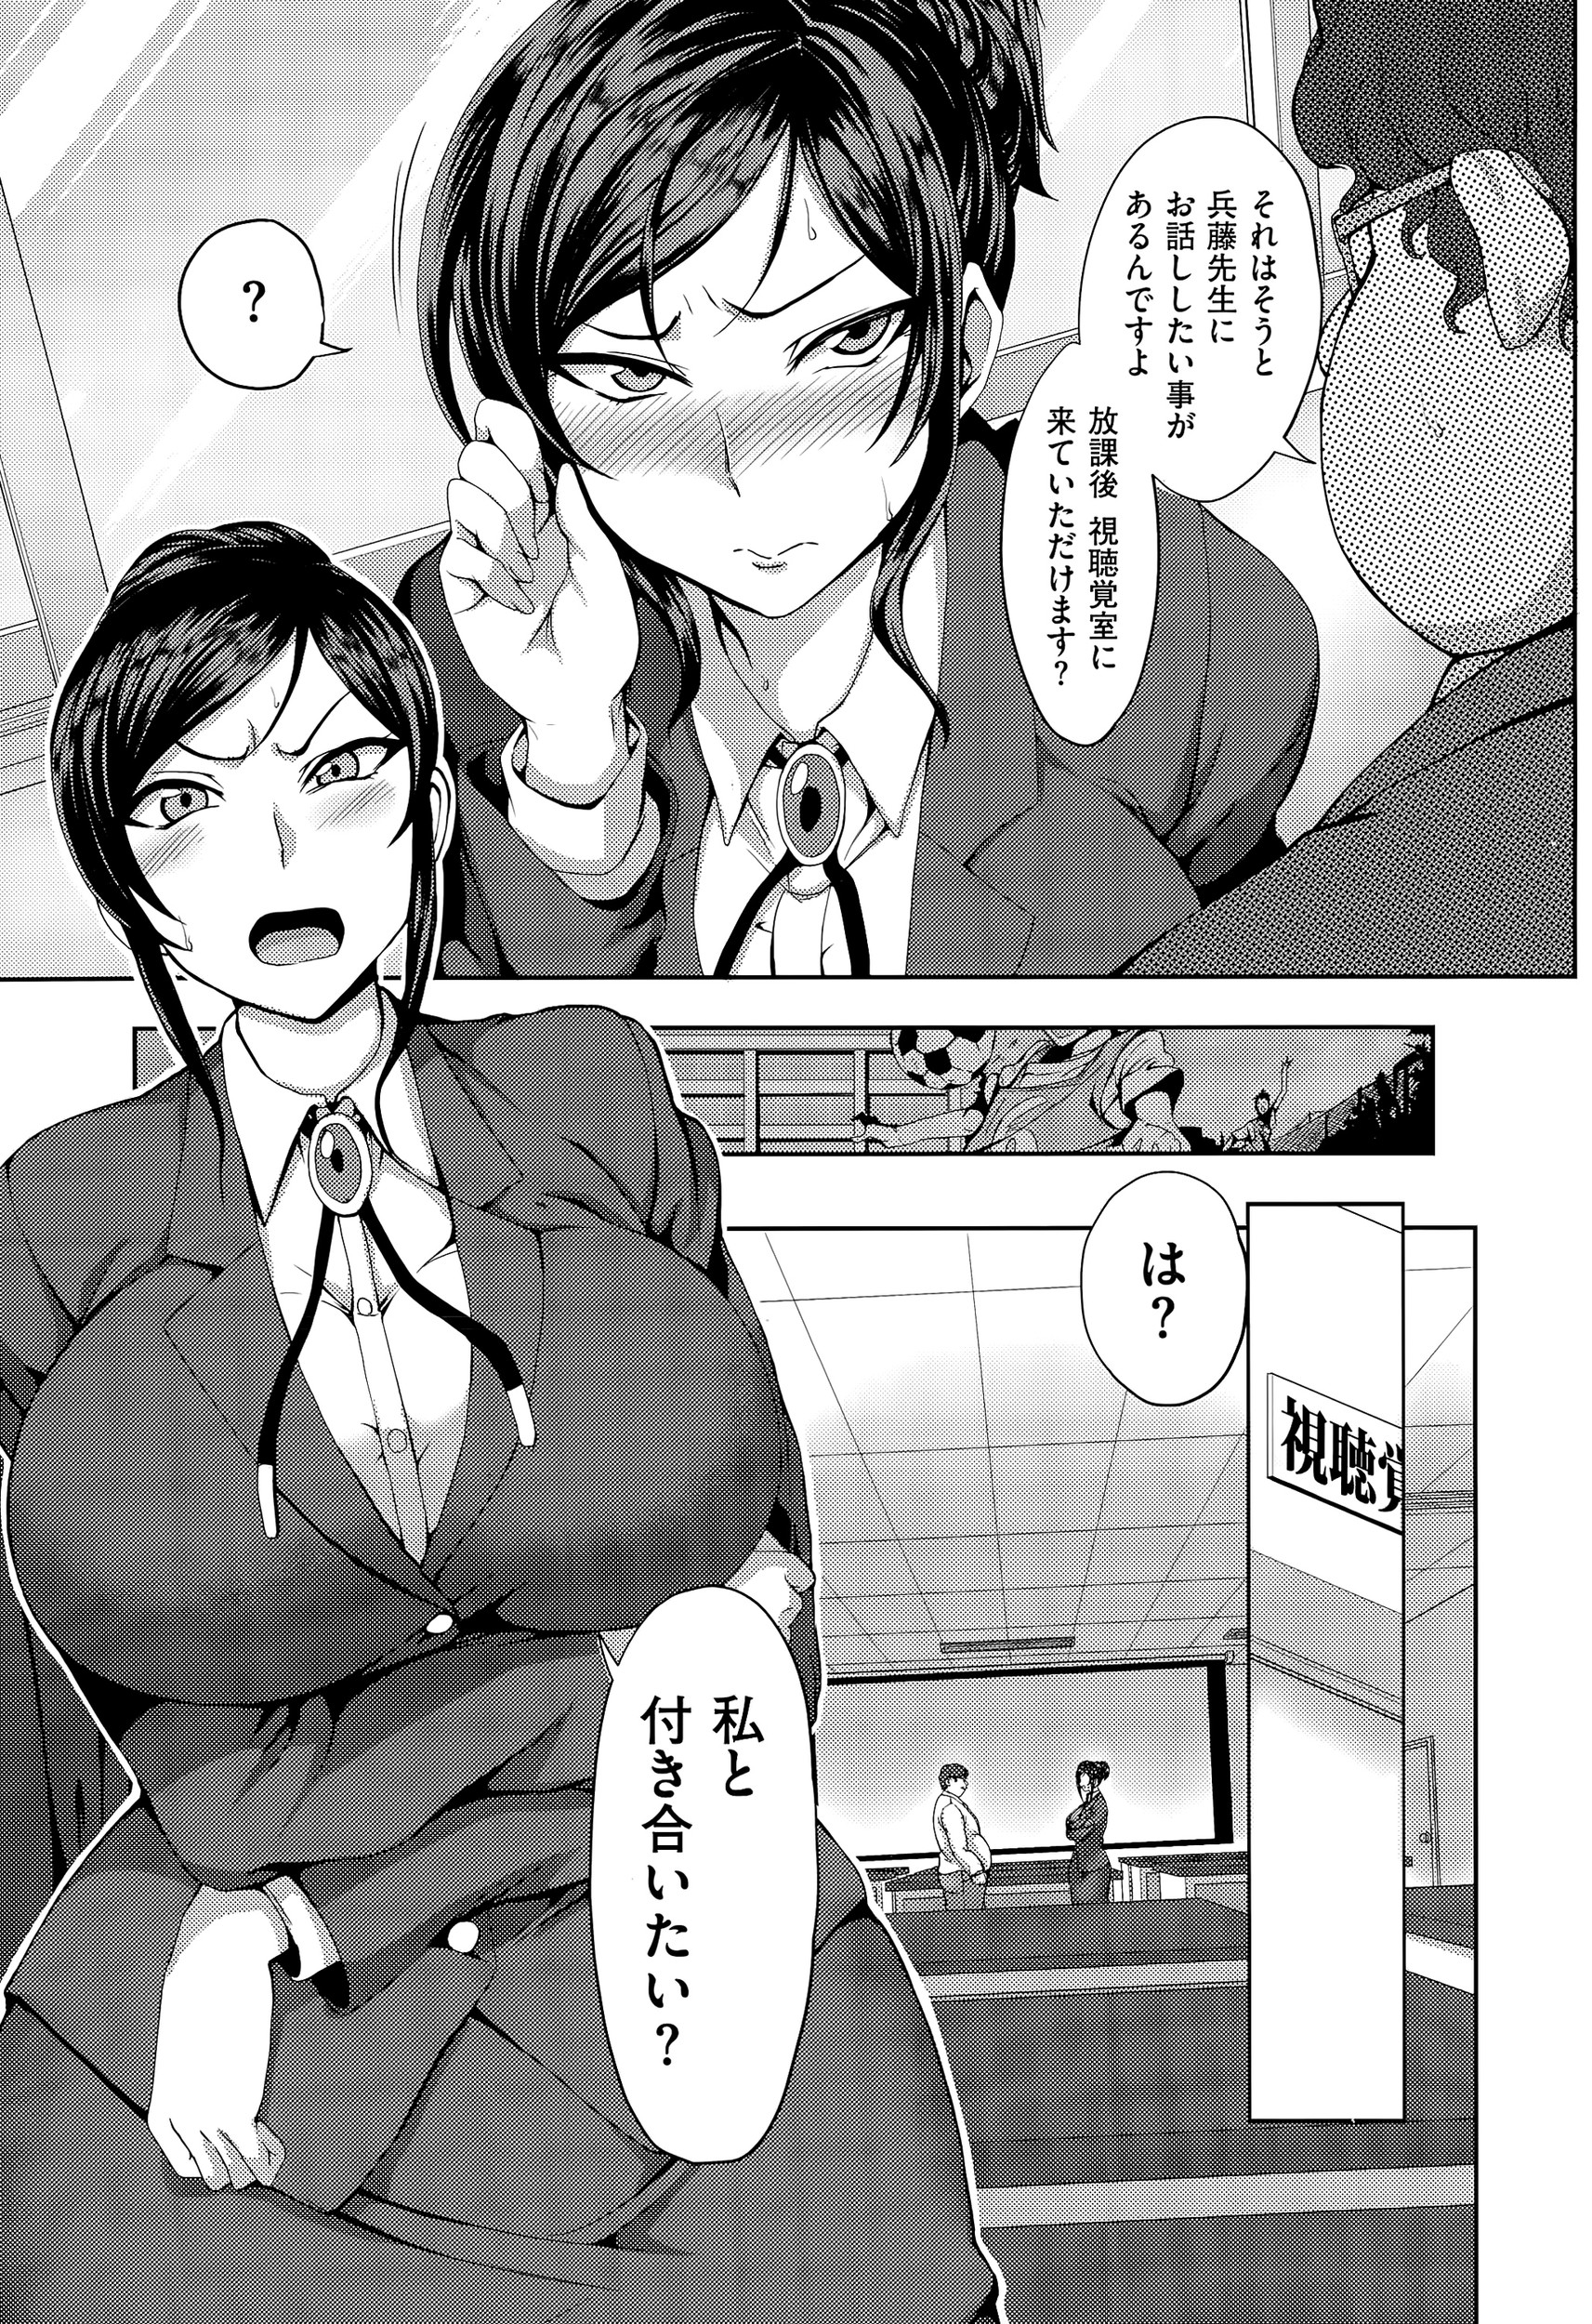 それはそうと
兵藤先生に
お話ししたい事が
あるんですよ
放課後 視聴覚室に
来ていただけます？
？
は？
視聴覚
私と
付き合いたい？